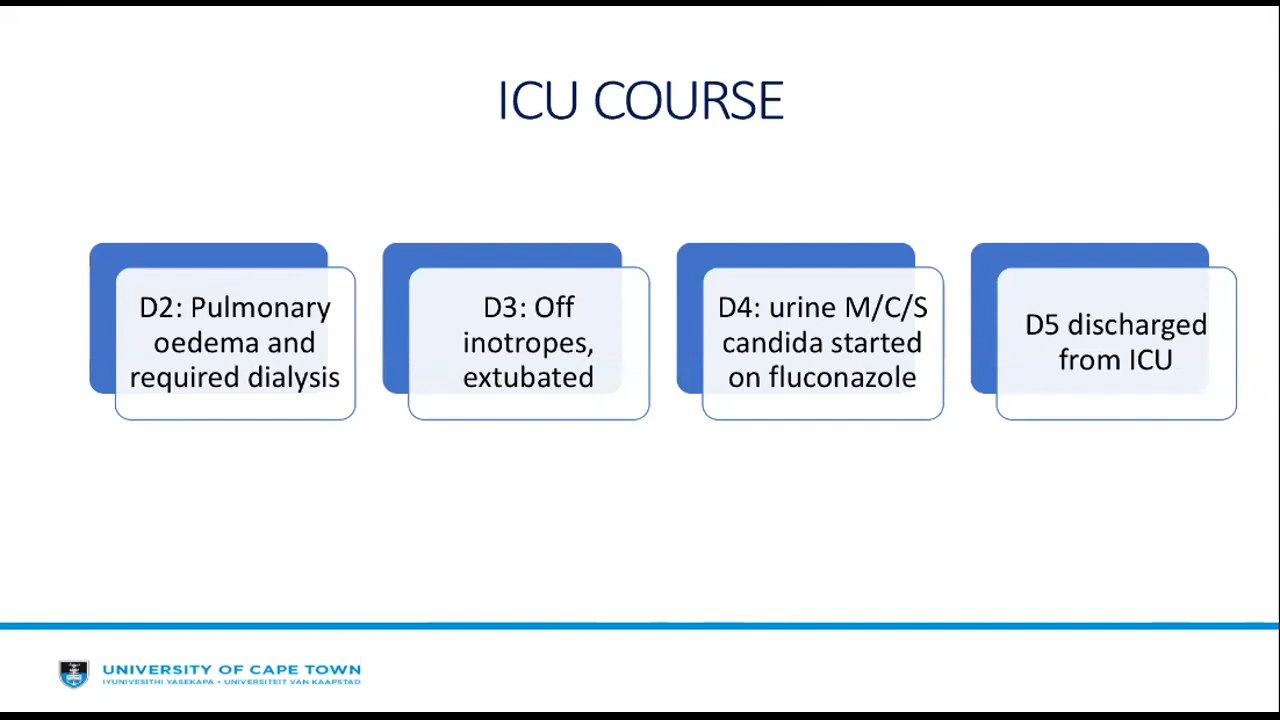 ICU COURSE
D2: Pulmonary
oedema and
required dialysis
D3: Off
inotropes,
extubated
D4: urine M/C/S
candida started
on fluconazole
D5 discharged
from ICU
UNIVERSITY OF CAPE TOWN
IYUNIVESITHI YASEKAPA • UNIVERSITEIT VAN KAAPSTAD